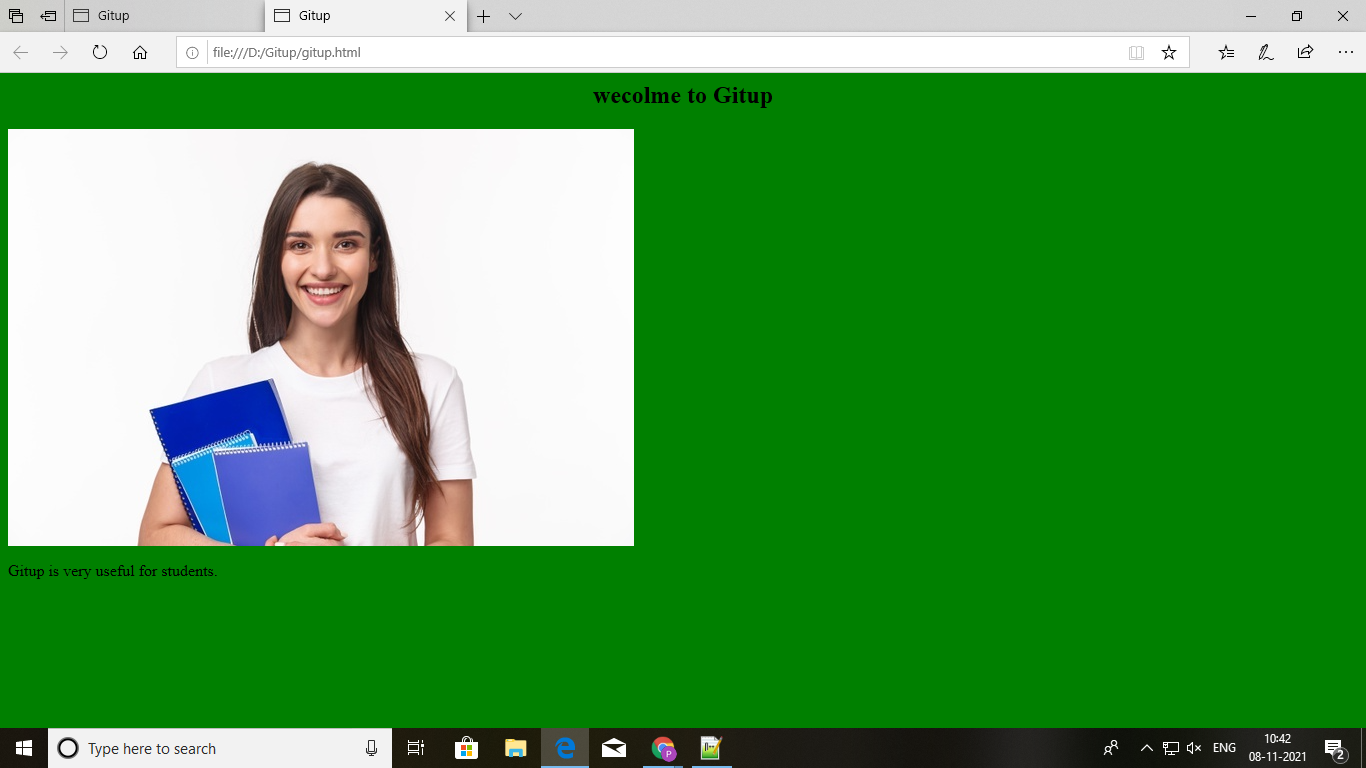 Gitup
Gitup
file:///D:/Gitup/gitup.html
wecolme to Gitup
Gitup is very useful for students.
Type here to search
ENG
10:42
08-11-2021
2